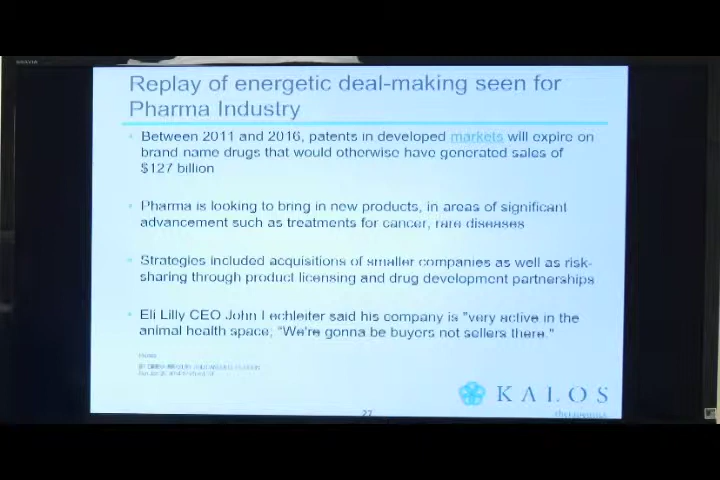 BRAVIA
Replay of energetic deal-making seen for
Pharma Industry
Between 2011 and 2016, patents in developed markets will expire on
brand name drugs that would otherwise have generated sales of
$127 billion
Pharma is looking to bring in new products, in areas of significant
advancement such as treatments for cancer, rare diseases
Strategies included acquisitions of smaller companies as well as risk-
sharing through product licensing and drug development partnerships
Eli Lilly CEO John Lechleiter said his company is "very active in the
animal health space; "We're gonna be buyers not sellers there."
KALOS
therapeutics
27